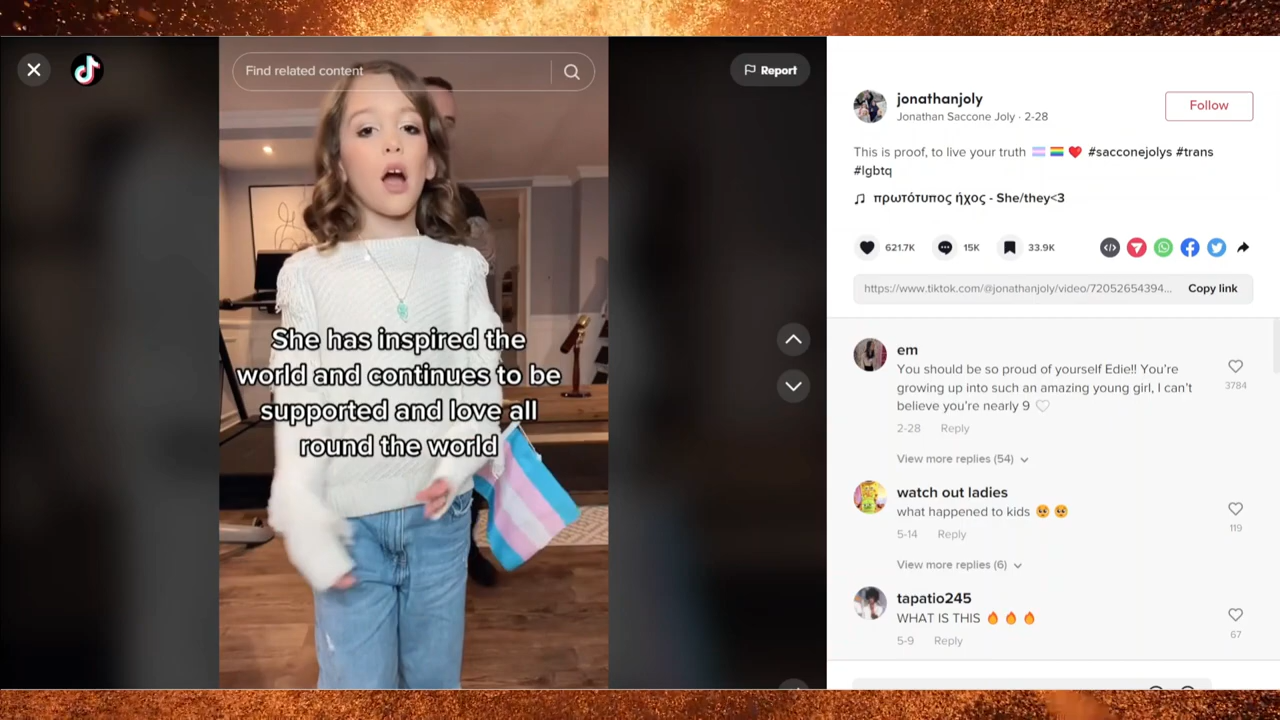 Find related content
Report
She has inspired the
world and continues to be
supported and love all
round the world
jonathanjoly
Jonathan Saccone Joly · 2-28
Follow
This is proof, to live your truth 🏳️‍⚧️ 🏳️‍🌈 ❤️ #sacconejolys #trans
#lgbtq
πρωτότυπος ήχος - She/they<3
621.7K
15K
33.9K
https://www.tiktok.com/@jonathanjoly/video/72052654394...
Copy link
em
You should be so proud of yourself Edie!! You’re
growing up into such an amazing young girl, I can’t
believe you’re nearly 9 🤍
3784
2-28 Reply
View more replies (54)
watch out ladies
what happened to kids 🥺 🥺
119
5-14 Reply
View more replies (6)
tapatio245
WHAT IS THIS 🔥 🔥 🔥
67
5-9 Reply